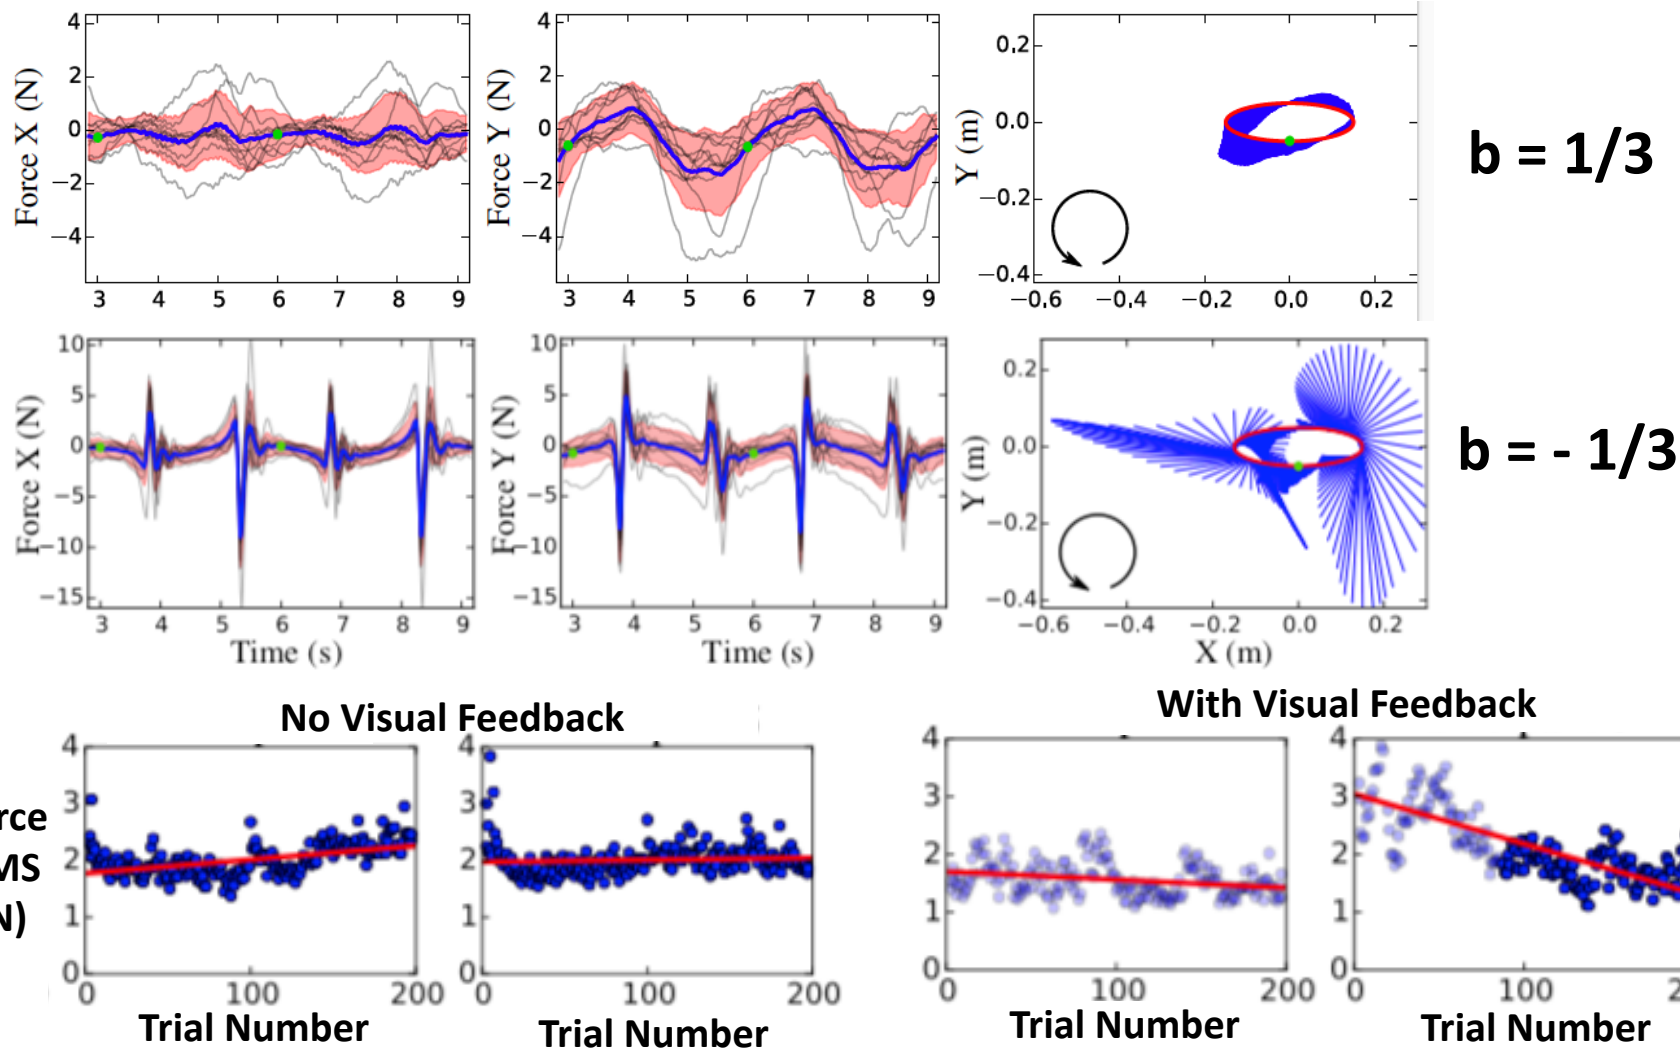 4
2
0
−2
−4
Force X (N)
3 4 5 6 7 8 9
4
2
0
−2
−4
Force Y (N)
3 4 5 6 7 8 9
0.2
0.0
−0.2
−0.4
Y (m)
−0.6 −0.4 −0.2 0.0 0.2
b = 1/3
10
5
0
−5
−10
−15
Force X (N)
3 4 5 6 7 8 9
Time (s)
10
5
0
−5
−10
−15
Force Y (N)
3 4 5 6 7 8 9
Time (s)
0.2
0.0
−0.2
−0.4
Y (m)
−0.6 −0.4 −0.2 0.0 0.2
X (m)
b = - 1/3
No Visual Feedback
With Visual Feedback
rce
MS
N)
4
3
2
1
0
0 100 200
Trial Number
4
3
2
1
0
0 100 200
Trial Number
4
3
2
1
0
0 100 200
Trial Number
4
3
2
1
0
0 100 2
Trial Number